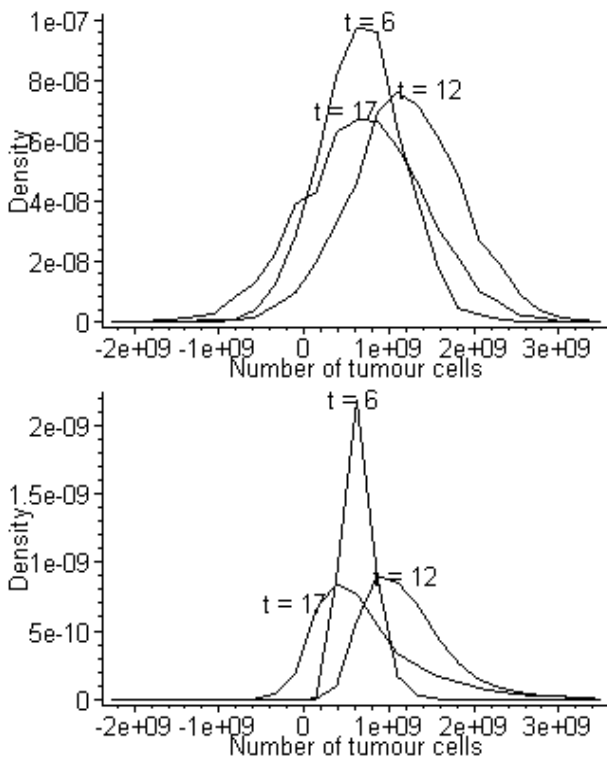 1e-07
t = 6
8e-08
t = 12
t = 17
6e-08
Density
4e-08
2e-08
0
-2e+09 -1e+09 0 1e+09 2e+09 3e+09
Number of tumour cells
t = 6
2e-09
1.5e-09
Density
1e-09
t = 12
t = 17
5e-10
0
-2e+09 -1e+09 0 1e+09 2e+09 3e+09
Number of tumour cells